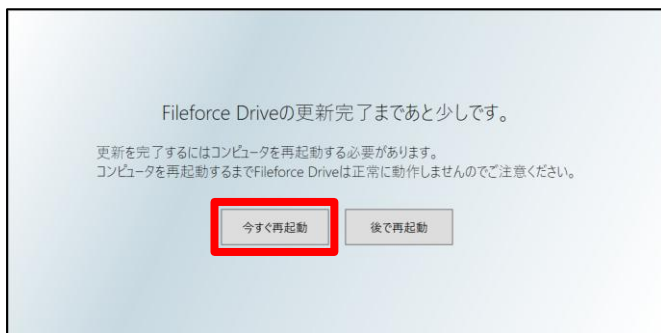 Fileforce Driveの更新完了まであと少しです。
更新を完了するにはコンピュータを再起動する必要があります。
コンピュータを再起動するまでFileforce Driveは正常に動作しませんのでご注意ください。
今すぐ再起動
後で再起動